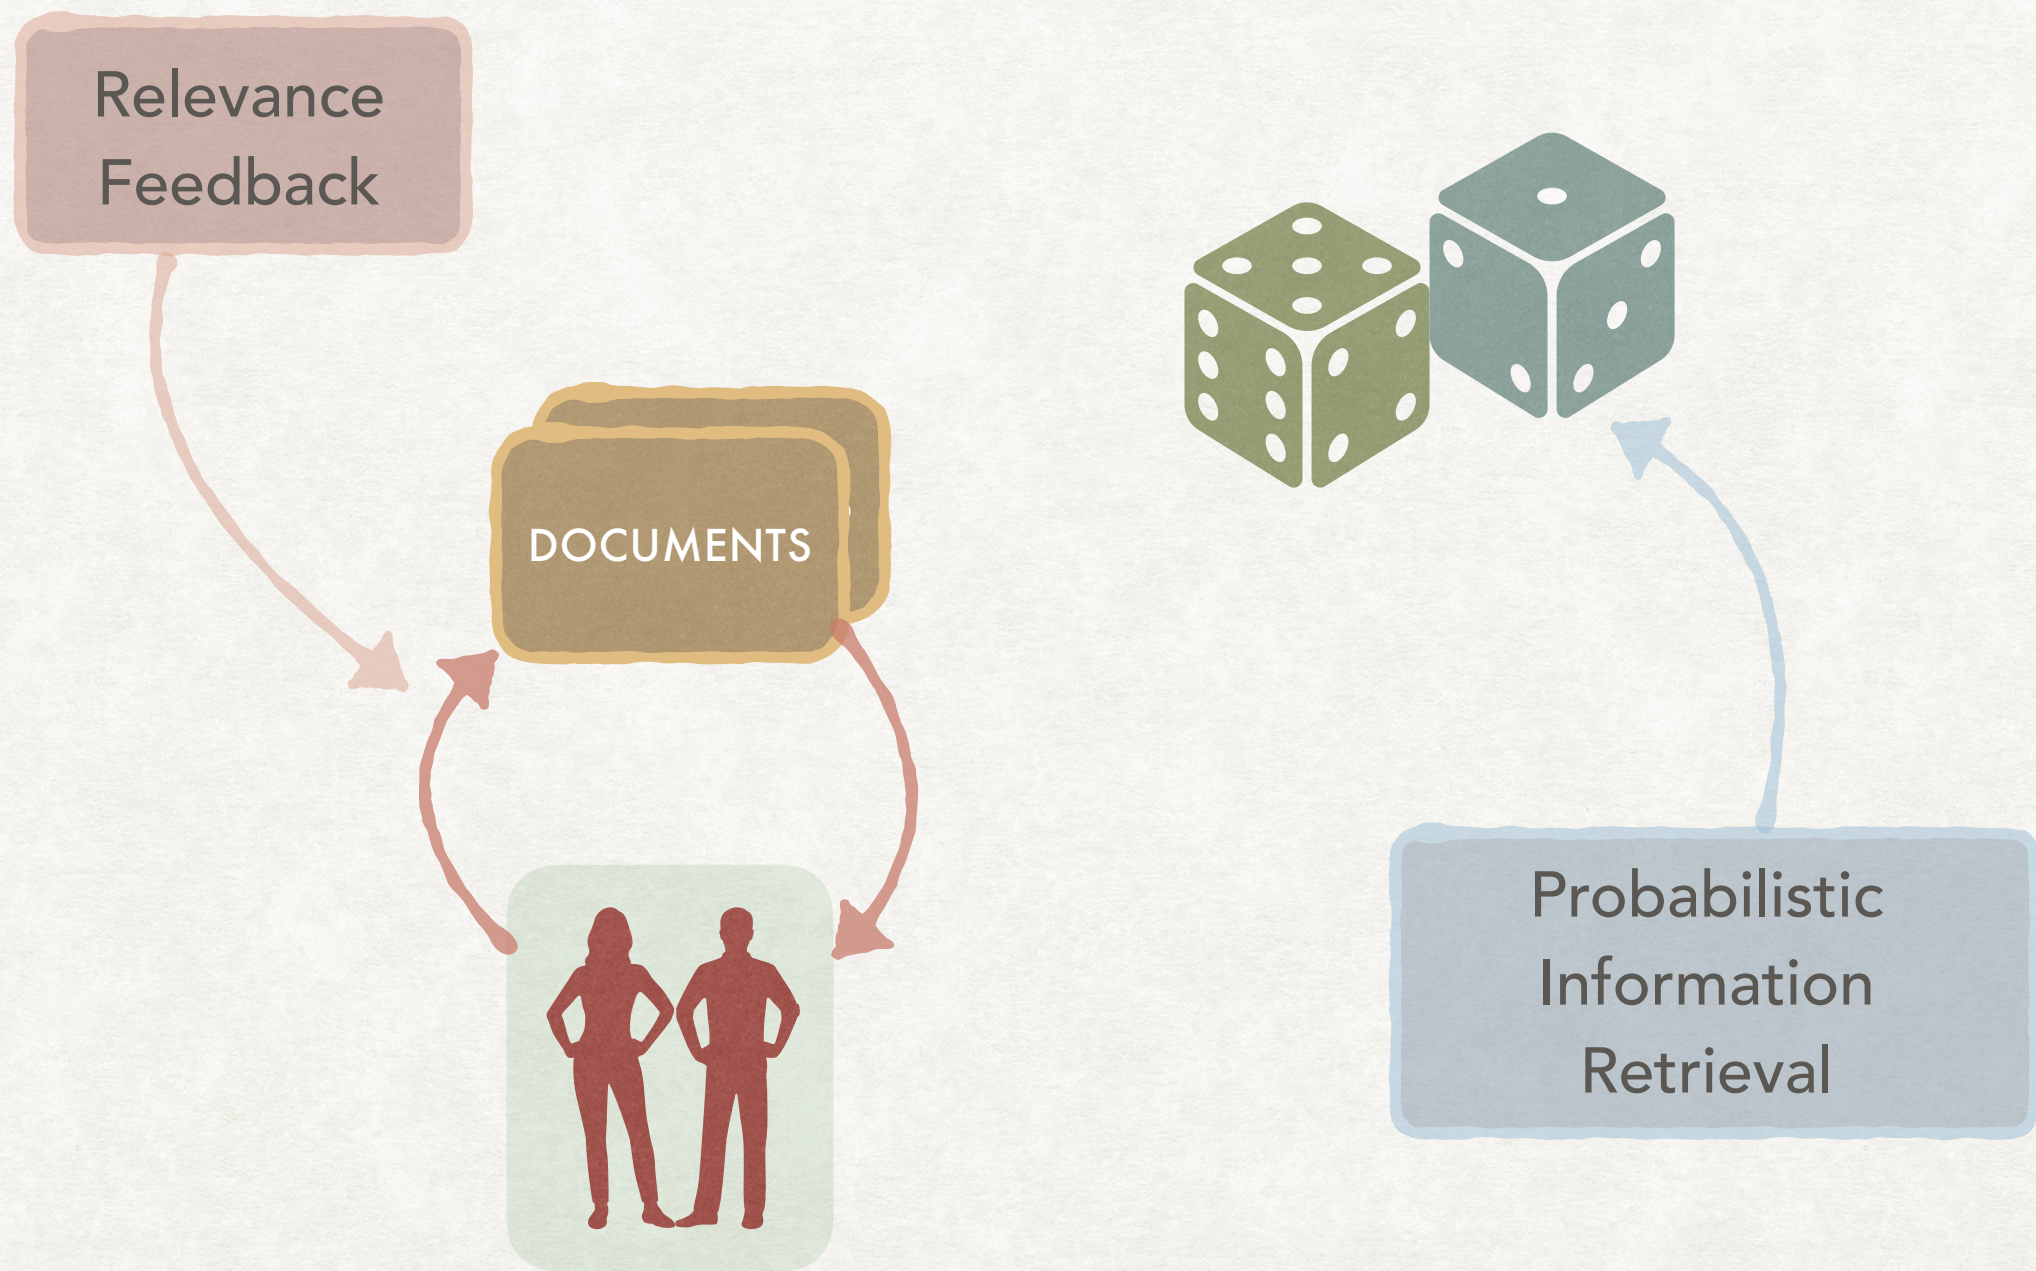 Relevance
Feedback
DOCUMENTS
Probabilistic
Information
Retrieval